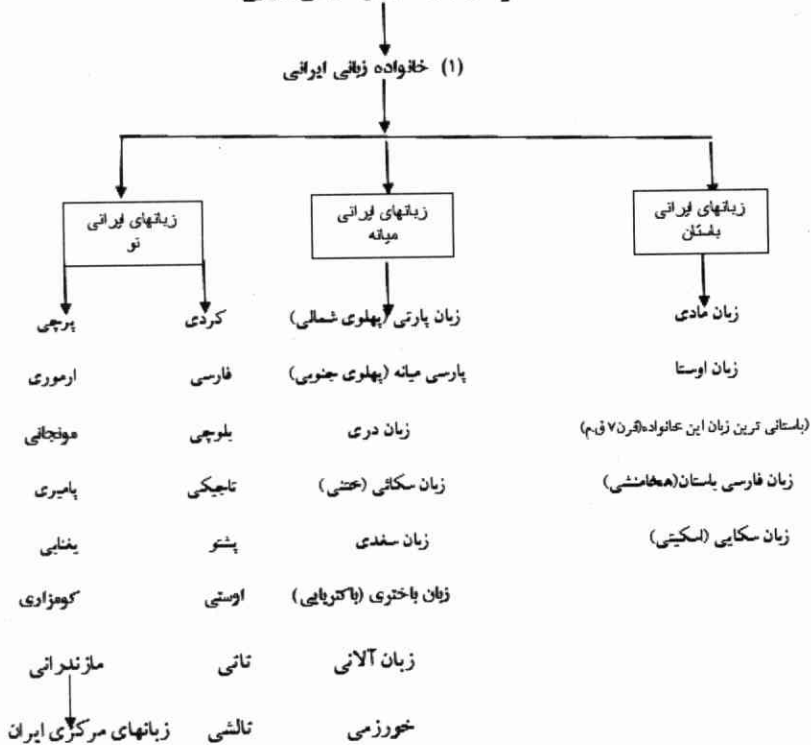 (۱) خانواده زبانی ایرانی
زبانهای ایرانی
باستان
زبان مادی
زبان اوستا
(باستانی ترین زبان این خانواده(قرن۷ ق.م)
زبان فارسی باستان(هخامنشی)
زبان سکایی (اسکیتی)
زبانهای ایرانی
میانه
زبان پارتی (پهلوی شمالی)
پارسی میانه (پهلوی جنوبی)
زبان دری
زبان سکائی (ختنی)
زبان سغدی
زبان باختری (باکتریایی)
زبان آلانی
خورزمی
زبانهای ایرانی
نو
کردی
فارسی
بلوچی
تاجیکی
پشتو
اوستی
تاتی
تالشی
پرچی
ارموری
مونجانی
پامیری
یغنابی
کومزاری
مازندرانی
زبانهای مرکزی ایران